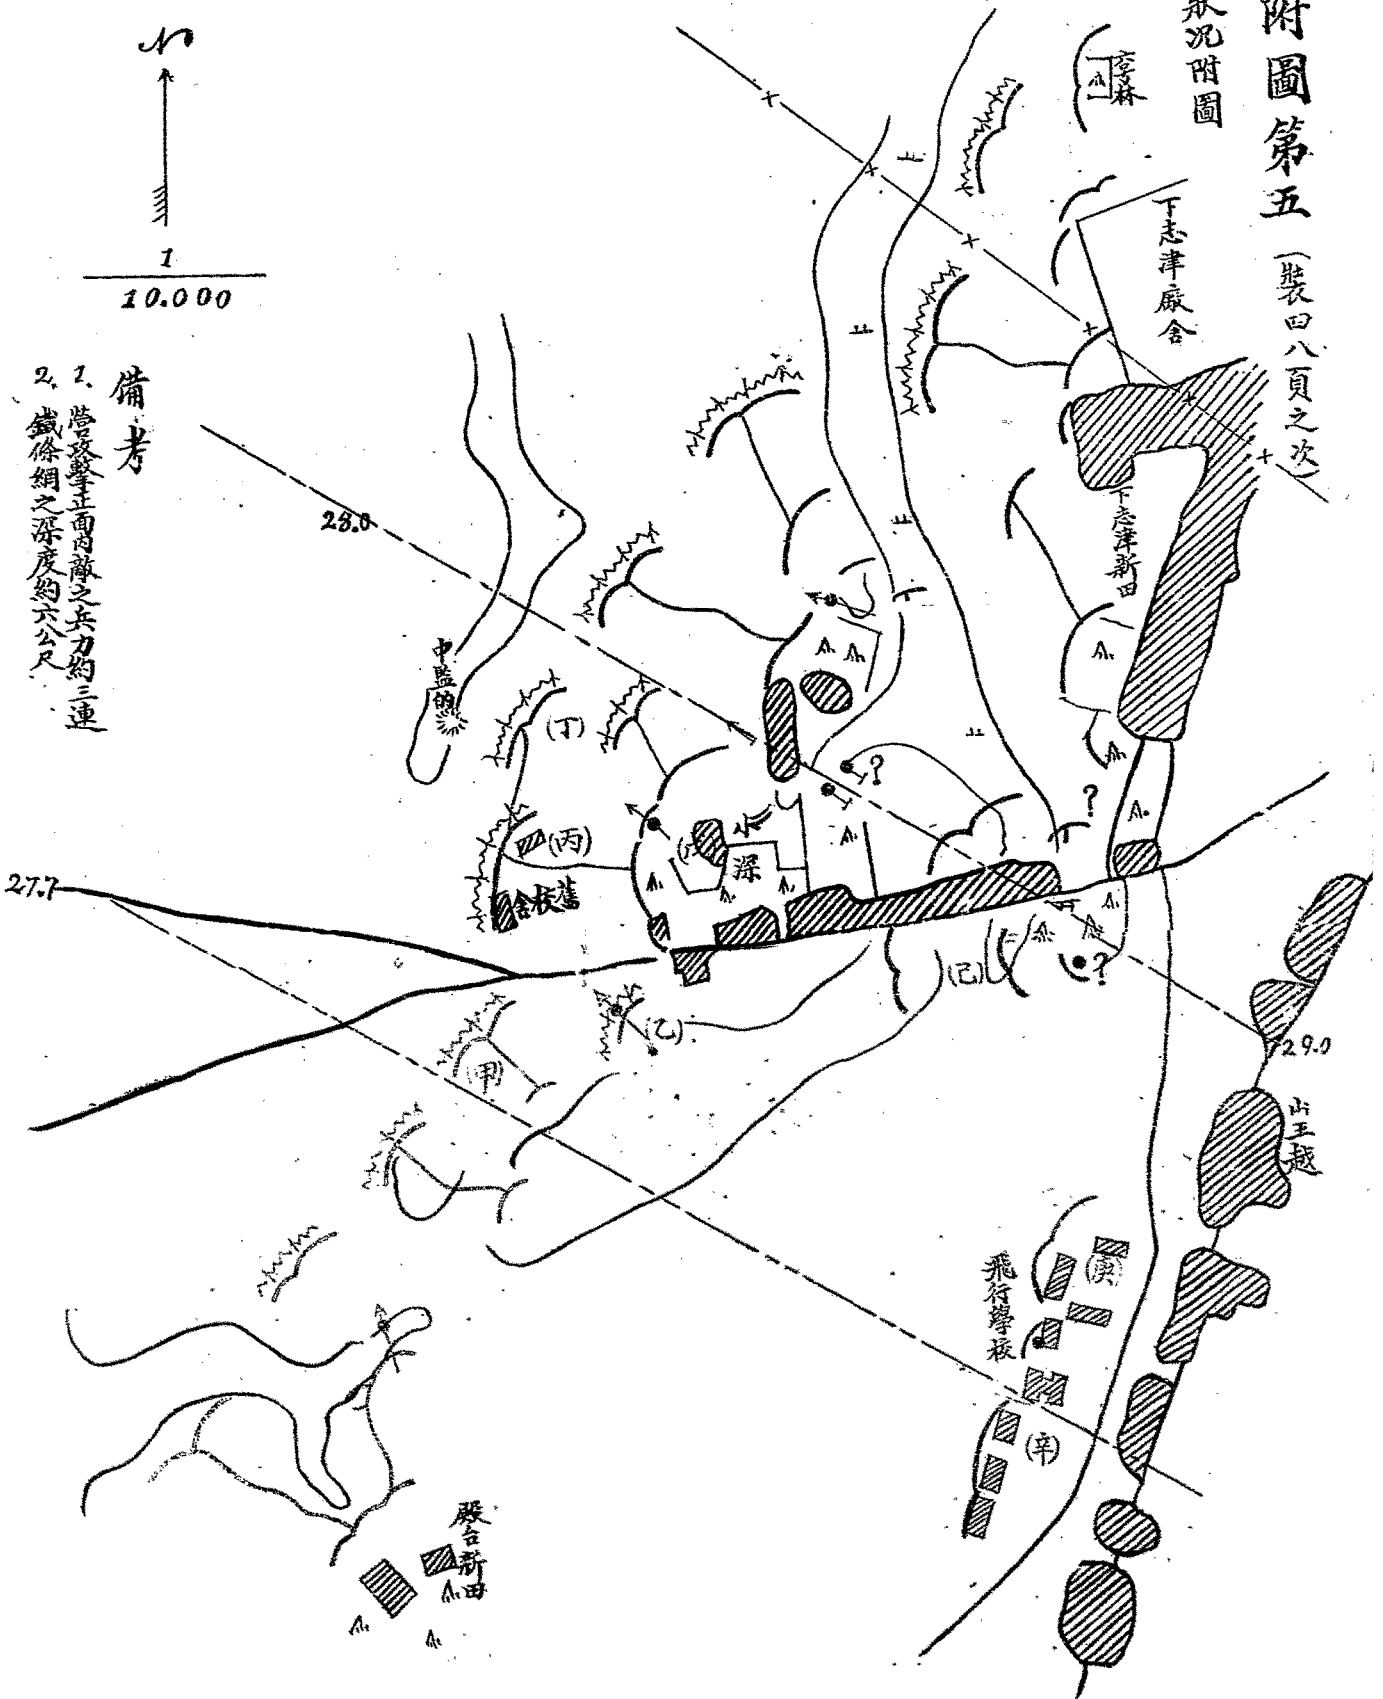 附圖第五(裝四八頁之次)
狀況附圖
N
1
10.000
備考
1. 營攻擊正面內敵之兵力約三連
2. 鐵條網之深度約六公尺
下志津廠舍
下志津新田
28.0
中監的
(丁)
(丙)
舊校舍
水深
?
?
27.7
(乙)
(甲)
(己)
?
29.0
山王越
飛行學校
(庚)
(辛)
殿台新田